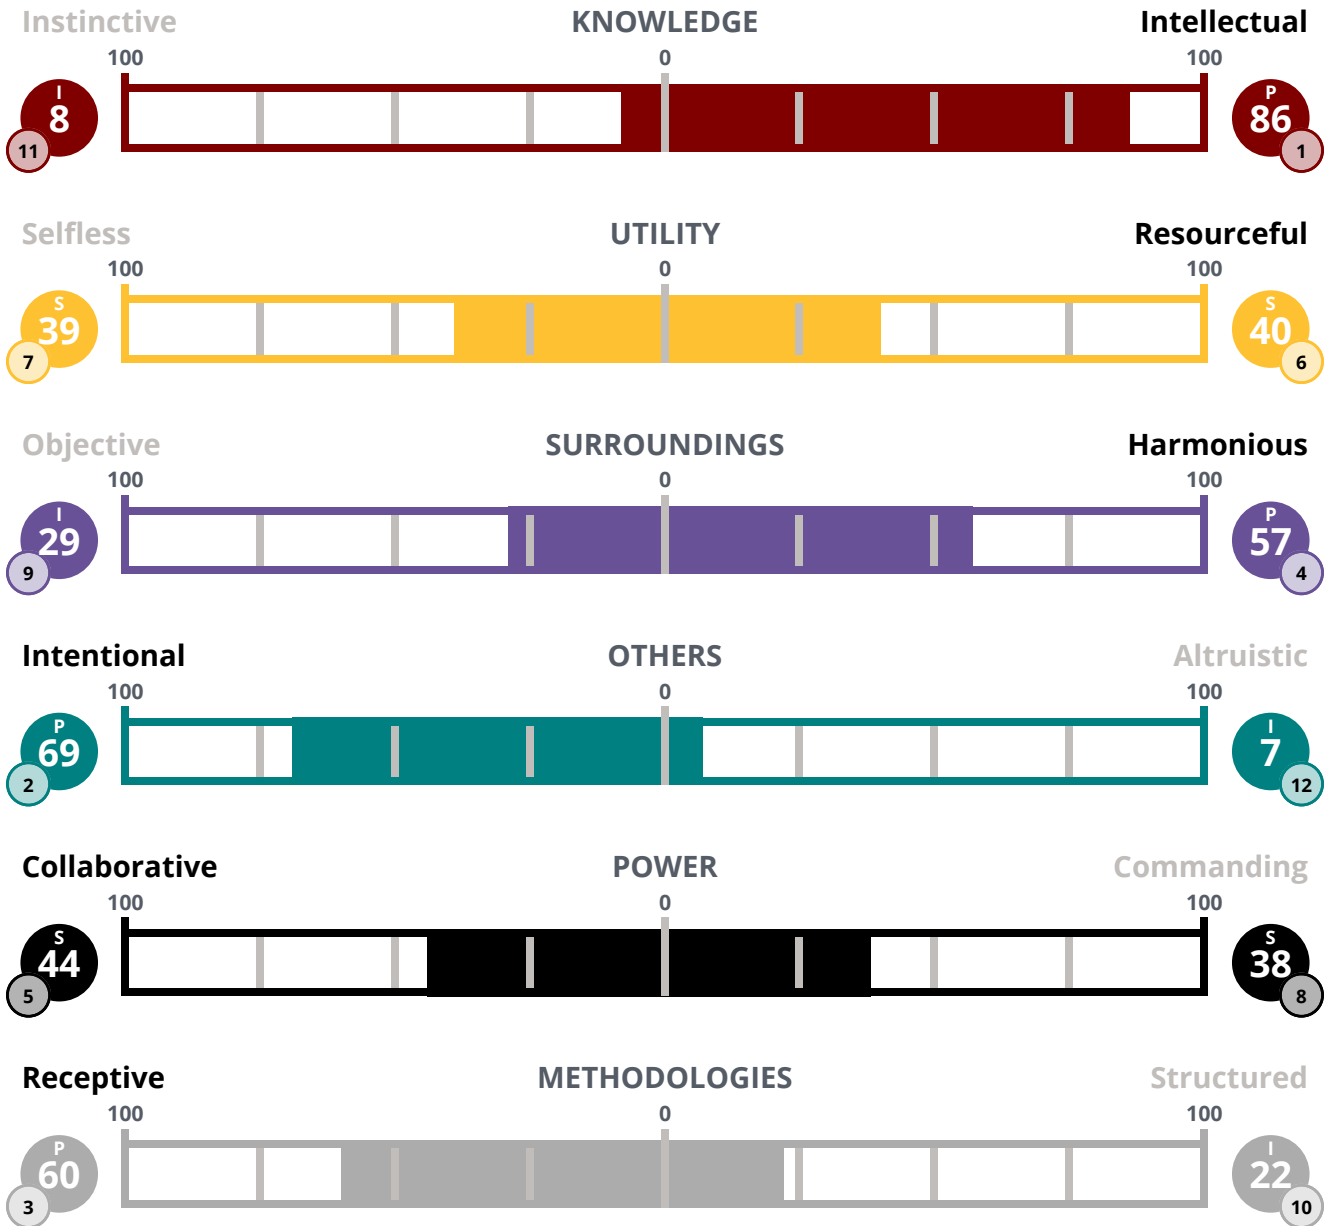 Instinctive KNOWLEDGE Intellectual
100 0 100
I P
8 86
11 1
Selfless UTILITY Resourceful
100 0 100
S S
39 40
7 6
Objective SURROUNDINGS Harmonious
100 0 100
I P
29 57
9 4
Intentional OTHERS Altruistic
100 0 100
P I
69 7
2 12
Collaborative POWER Commanding
100 0 100
S S
44 38
5 8
Receptive METHODOLOGIES Structured
100 0 100
P I
60 22
3 10